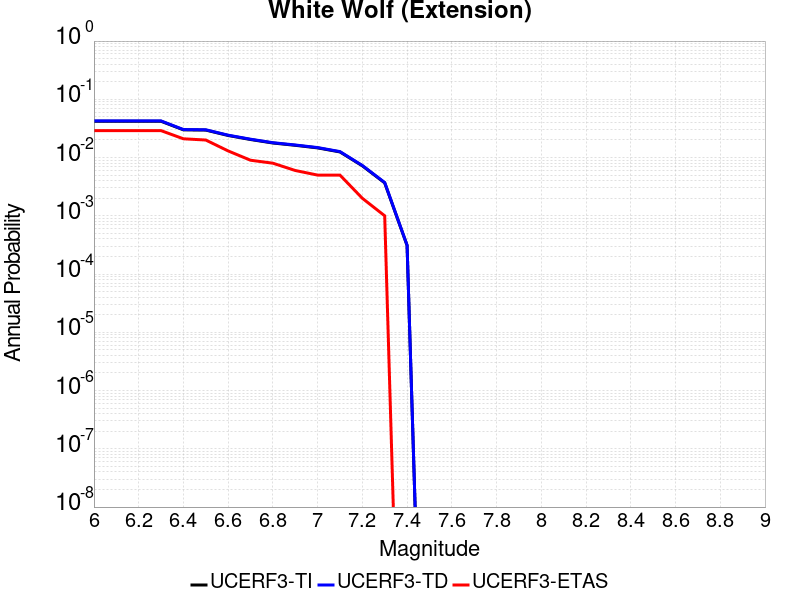 White Wolf (Extension)
10^0
10^-1
10^-2
10^-3
10^-4
10^-5
10^-6
10^-7
10^-8
Annual Probability
6 6.2 6.4 6.6 6.8 7 7.2 7.4 7.6 7.8 8 8.2 8.4 8.6 8.8 9
Magnitude
UCERF3-TI UCERF3-TD UCERF3-ETAS